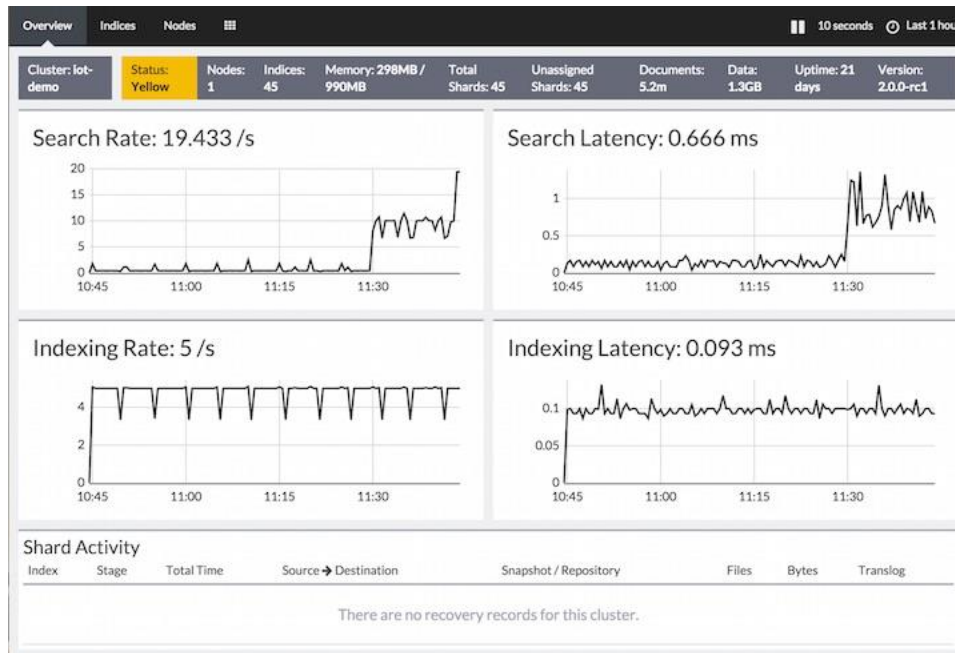 Overview Indices Nodes 10 seconds Last 1 hou
Cluster: iot- Status: Nodes: Indices: Memory: 298MB / Total Unassigned Documents: Data: Uptime: 21 Version:
demo Yellow 1 45 990MB Shards: 45 Shards: 45 5.2m 1.3GB days 2.0.0-rc1
Search Rate: 19.433 /s
20
15
10
5
0
10:45 11:00 11:15 11:30
Search Latency: 0.666 ms
1
0.5
0
10:45 11:00 11:15 11:30
Indexing Rate: 5 /s
4
2
0
10:45 11:00 11:15 11:30
Indexing Latency: 0.093 ms
0.1
0.05
0
10:45 11:00 11:15 11:30
Shard Activity
Index Stage Total Time Source → Destination Snapshot / Repository Files Bytes Translog
There are no recovery records for this cluster.